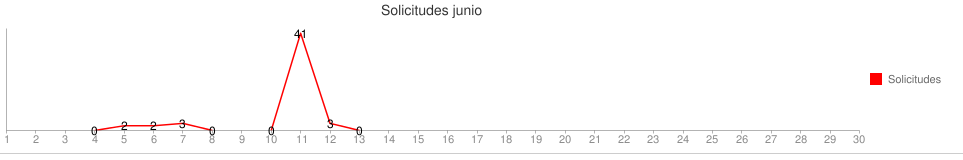 Solicitudes junio
41
0 2 2 3 0 0 3 0
Solicitudes
1 2 3 4 5 6 7 8 9 10 11 12 13 14 15 16 17 18 19 20 21 22 23 24 25 26 27 28 29 30